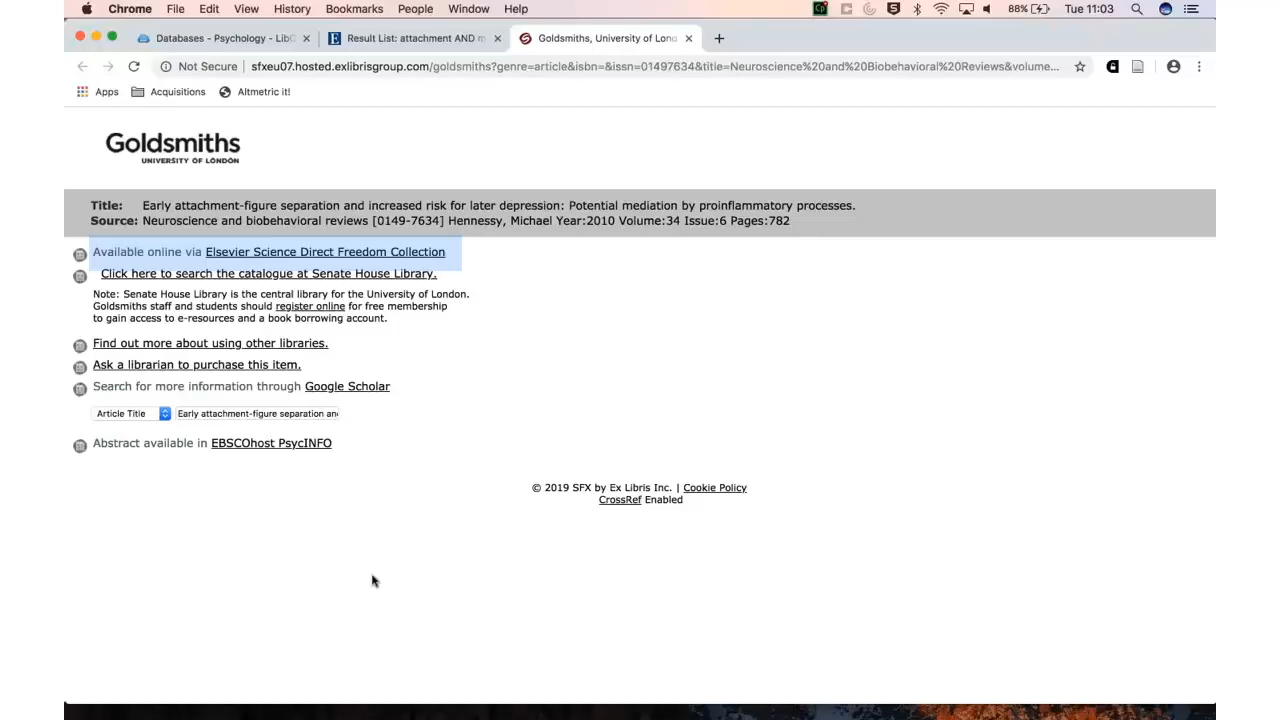 Chrome File Edit View History Bookmarks People Window Help 88% Tue 11:03
Databases - Psychology - LibG Result List: attachment AND m Goldsmiths, University of Lond
Not Secure sfxeu07.hosted.exlibrisgroup.com/goldsmiths?genre=article&isbn=&issn=01497634&title=Neuroscience%20and%20Biobehavioral%20Reviews&volume...
Apps Acquisitions Altmetric it!
Goldsmiths
UNIVERSITY OF LONDON
Title: Early attachment-figure separation and increased risk for later depression: Potential mediation by proinflammatory processes.
Source: Neuroscience and biobehavioral reviews [0149-7634] Hennessy, Michael Year:2010 Volume:34 Issue:6 Pages:782
Available online via Elsevier Science Direct Freedom Collection
Click here to search the catalogue at Senate House Library.
Note: Senate House Library is the central library for the University of London.
Goldsmiths staff and students should register online for free membership
to gain access to e-resources and a book borrowing account.
Find out more about using other libraries.
Ask a librarian to purchase this item.
Search for more information through Google Scholar
Article Title Early attachment-figure separation an
Abstract available in EBSCOhost PsycINFO
© 2019 SFX by Ex Libris Inc. | Cookie Policy
CrossRef Enabled